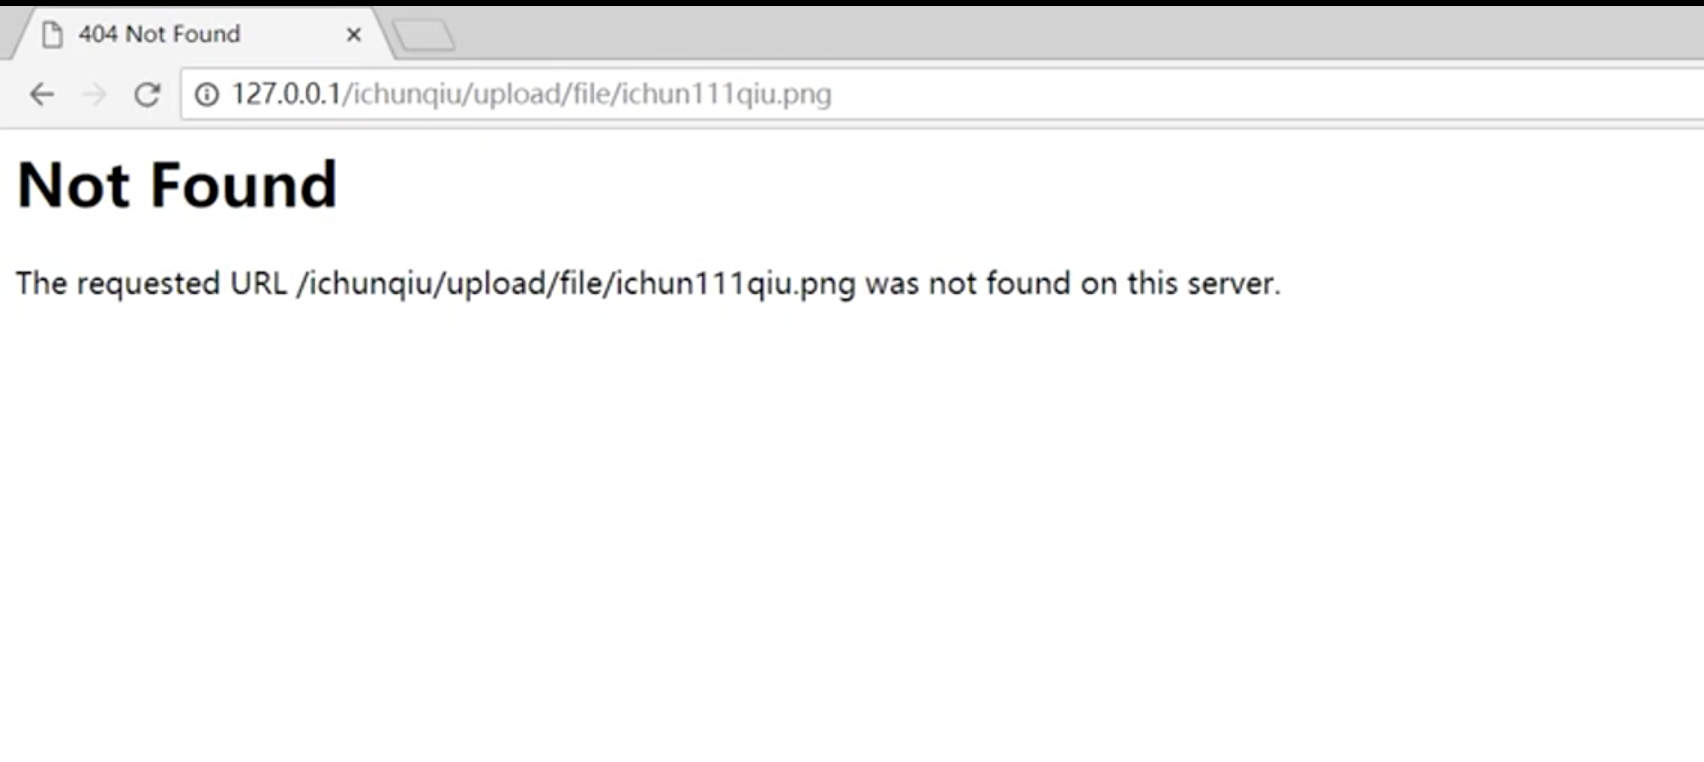 404 Not Found
127.0.0.1/ichunqiu/upload/file/ichun111qiu.png
Not Found
The requested URL /ichunqiu/upload/file/ichun111qiu.png was not found on this server.